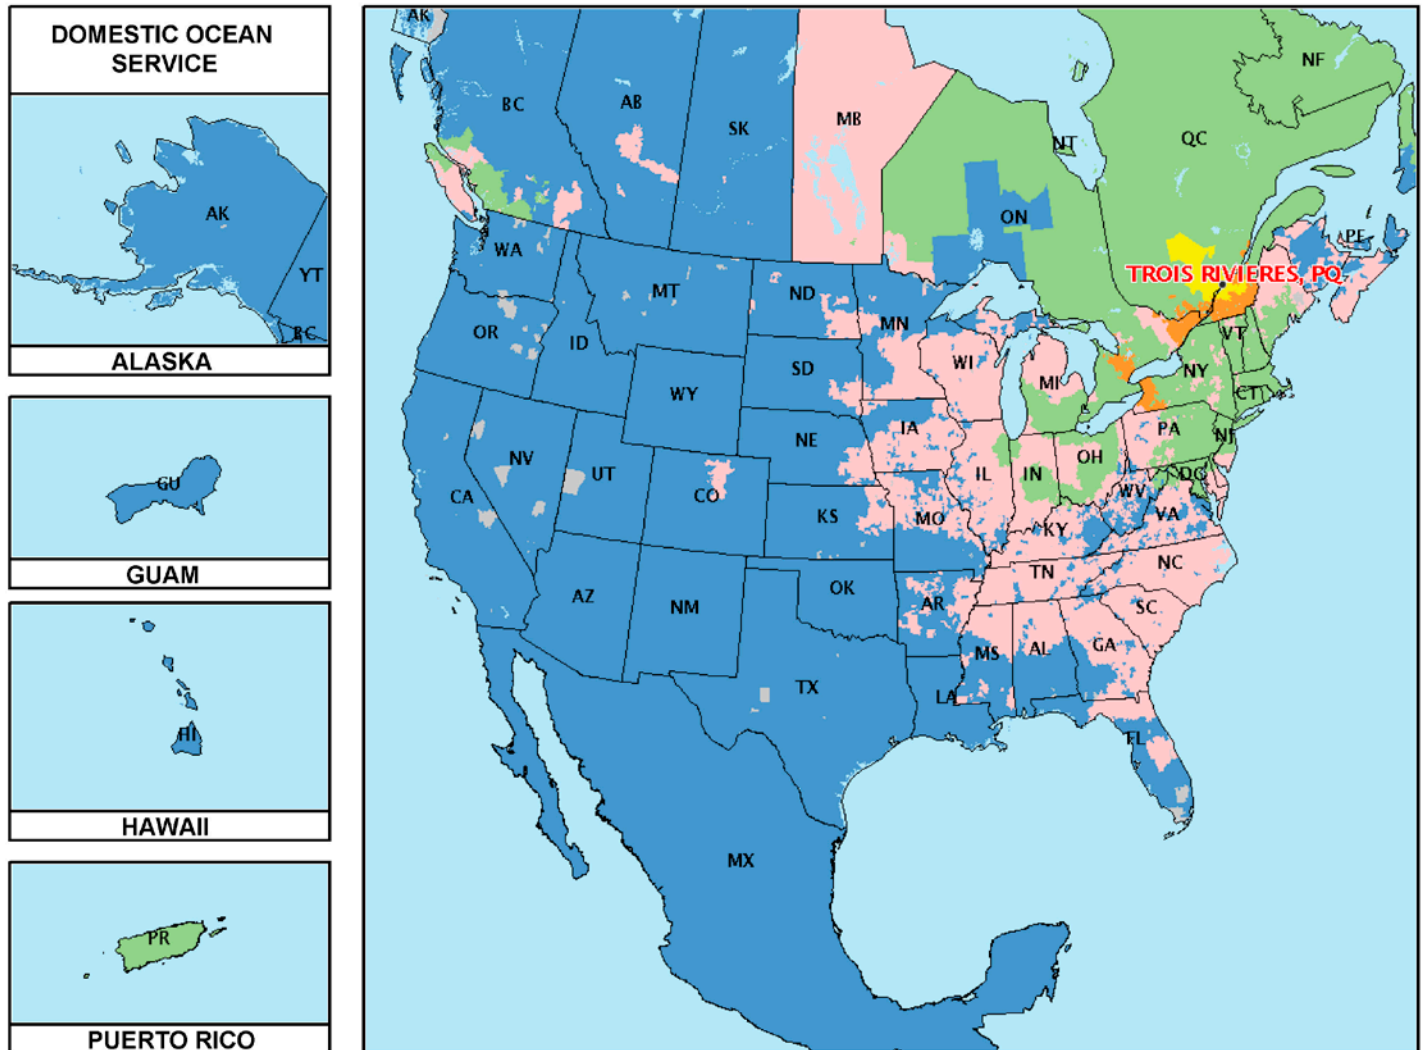 DOMESTIC OCEAN
SERVICE
AK
YT
BC
ALASKA
GU
GUAM
HI
HAWAII
PR
PUERTO RICO
AK
NF
BC
AB
SK
MB
NT
QC
ON
PE
TROIS RIVIERES, PQ
WA
MT
ND
MN
OR
ID
SD
WI
MI
VT
NY
CT
WY
NE
IA
PA
NJ
NV
UT
CO
IL
IN
OH
DC
CA
KS
MO
KY
WV
VA
AZ
NM
OK
AR
TN
NC
SC
TX
LA
MS
AL
GA
FL
MX